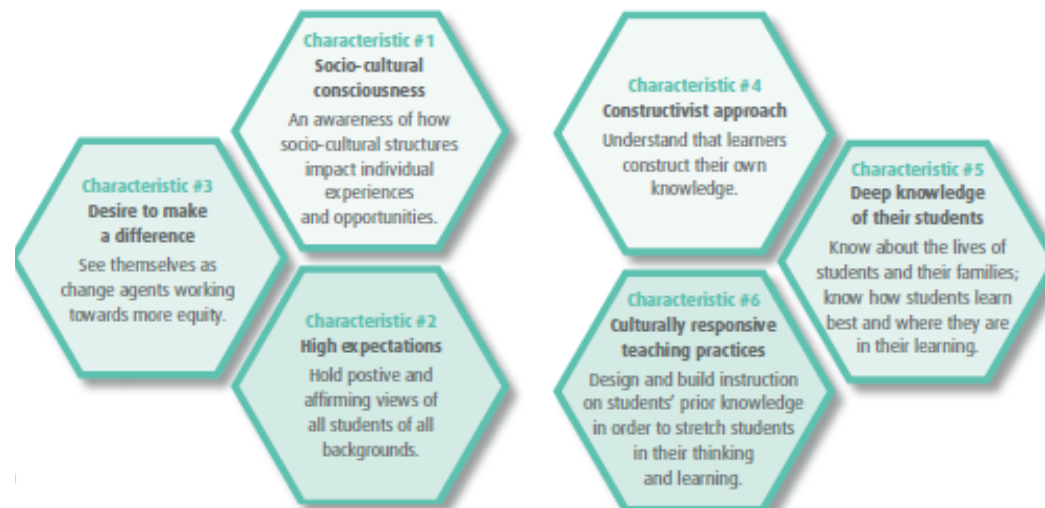 Characteristic #1
Socio-cultural
consciousness
An awareness of how
socio-cultural structures
impact individual
experiences
and opportunities.
Characteristic #3
Desire to make
a difference
See themselves as
change agents working
towards more equity.
Characteristic #2
High expectations
Hold postive and
affirming views of
all students of all
backgrounds.
Characteristic #4
Constructivist approach
Understand that learners
construct their own
knowledge.
Characteristic #5
Deep knowledge
of their students
Know about the lives of
students and their families;
know how students learn
best and where they are
in their learning.
Characteristic #6
Culturally responsive
teaching practices
Design and build instruction
on students' prior knowledge
in order to stretch students
in their thinking
and learning.